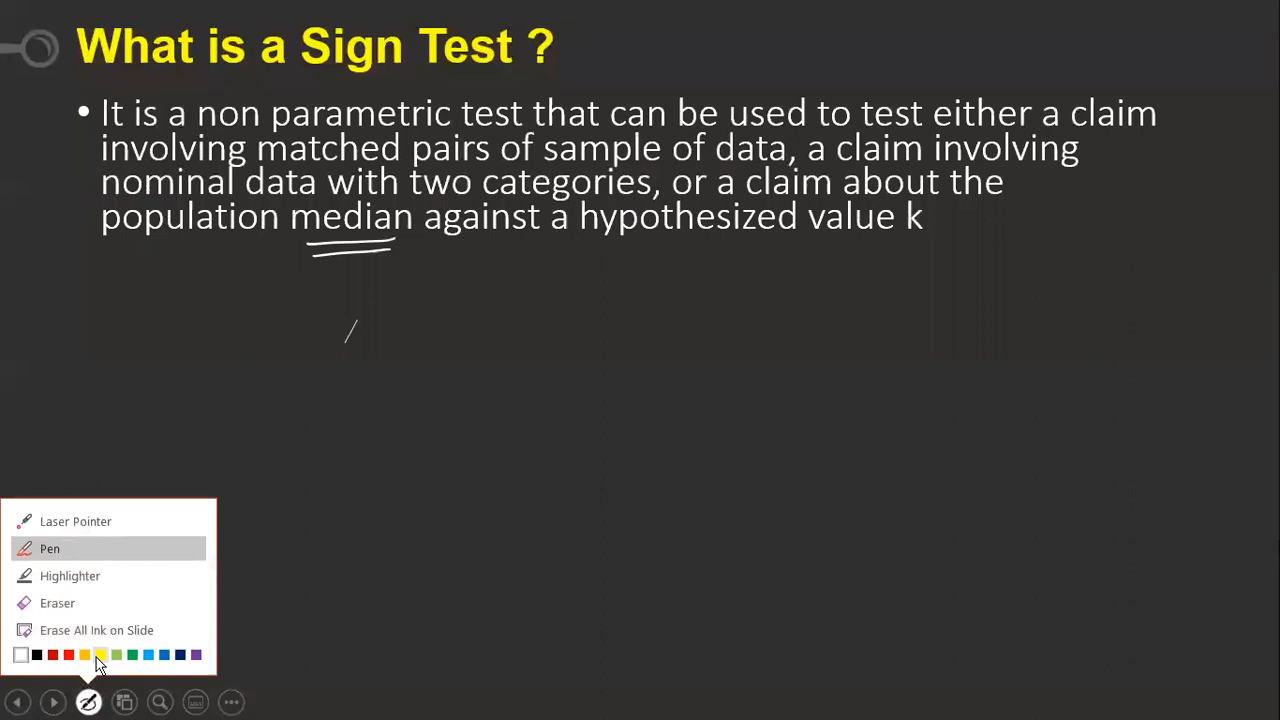 What is a Sign Test ?
• It is a non parametric test that can be used to test either a claim
involving matched pairs of sample of data, a claim involving
nominal data with two categories, or a claim about the
population median against a hypothesized value k
Laser Pointer
Pen
Highlighter
Eraser
Erase All Ink on Slide